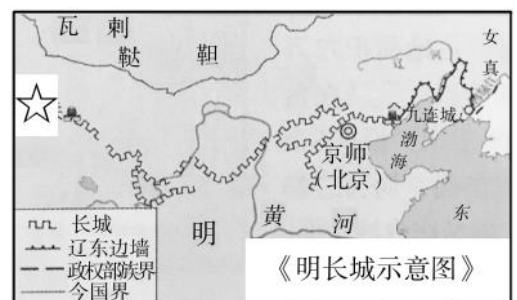 瓦剌
鞑靼
女真
辽河
九连城
渤海
京师
（北京）
黄河
明
东
长城
辽东边墙
政权部族界
今国界
《明长城示意图》